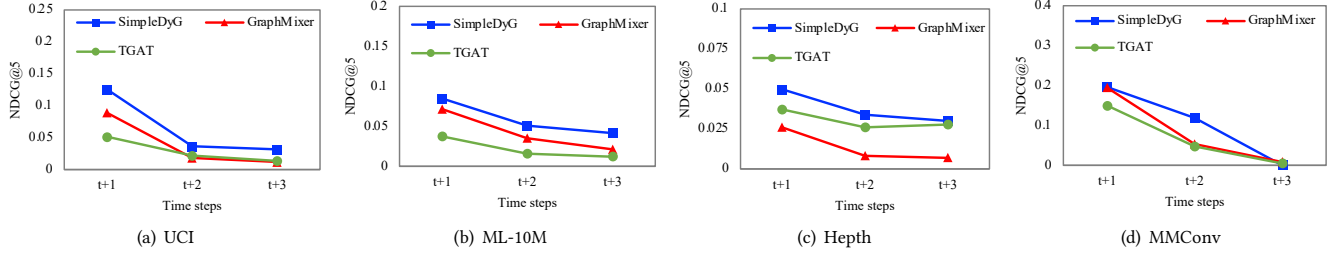 0.25
0.2
0.15
0.1
0.05
0
NDCG@5
SimpleDyG
GraphMixer
TGAT
t+1
t+2
t+3
Time steps
(a) UCI
0.2
0.15
0.1
0.05
0
NDCG@5
SimpleDyG
GraphMixer
TGAT
t+1
t+2
t+3
Time steps
(b) ML-10M
0.1
0.075
0.05
0.025
0
NDCG@5
SimpleDyG
GraphMixer
TGAT
t+1
t+2
t+3
Time steps
(c) Hepth
0.4
0.3
0.2
0.1
0
NDCG@5
SimpleDyG
GraphMixer
TGAT
t+1
t+2
t+3
Time steps
(d) MMConv